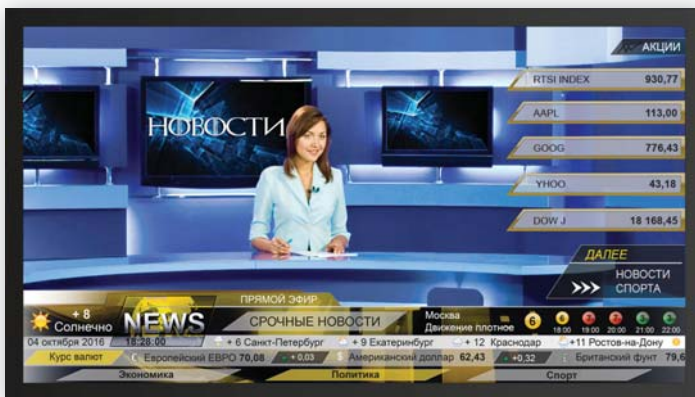 АКЦИИ
RTSI INDEX 930,77
AAPL 113,00
НОВОСТИ
GOOG 776,43
YHOO 43,18
DOW J 18 168,45
ДАЛЕЕ
НОВОСТИ
СПОРТА
ПРЯМОЙ ЭФИР
+ 8
Солнечно
NEWS
СРОЧНЫЕ НОВОСТИ
Москва
Движение плотное
6 6
18:00 19:00 20:00 21:00 22:00
04 октября 2016 18:28:00 + 6 Санкт-Петербург + 9 Екатеринбург + 12 Краснодар +11 Ростов-на-Дону
Курс валют Европейский ЕВРО 70,08 + 0,03 $ Американский доллар 62,43 +0,32 Британский фунт 79,6
Экономика Политика Спорт